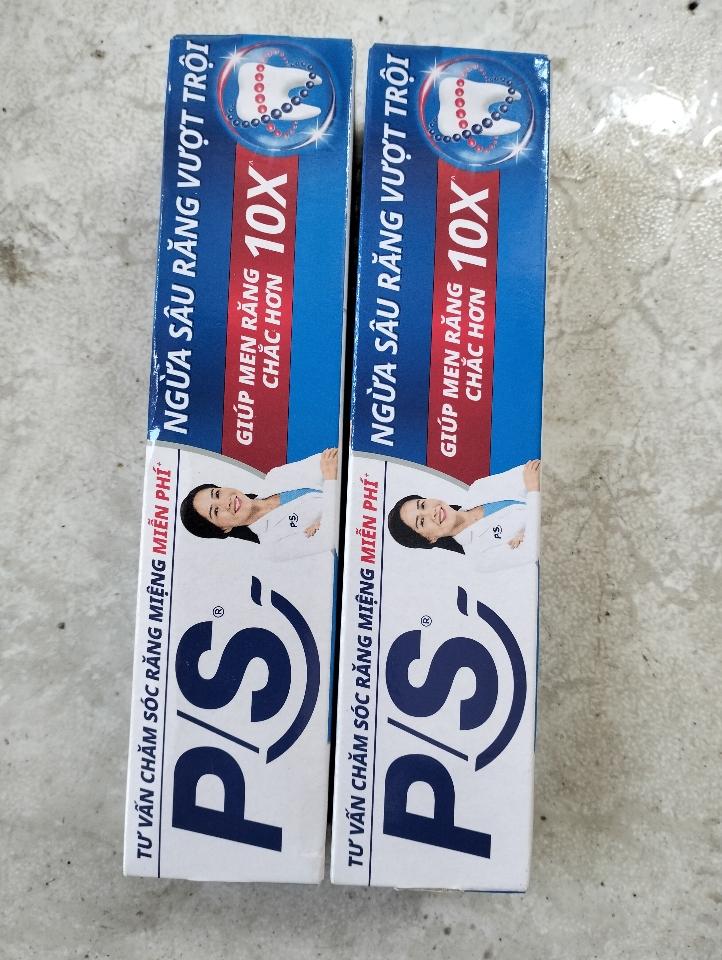 TƯ VẤN CHĂM SÓC RĂNG MIỆNG MIỄN PHÍ+
P/S®
P/S
NGỪA SÂU RĂNG VƯỢT TRỘI
GIÚP MEN RĂNG
CHẮC HƠN
10X^
TƯ VẤN CHĂM SÓC RĂNG MIỆNG MIỄN PHÍ+
P/S®
P/S
NGỪA SÂU RĂNG VƯỢT TRỘI
GIÚP MEN RĂNG
CHẮC HƠN
10X^